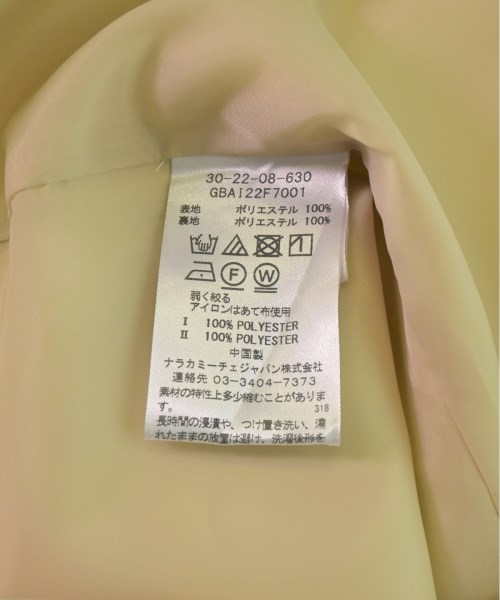 30-22-08-630
GBAI22F7001
表地 ポリエステル 100%
裏地 ポリエステル 100%
F W
弱く絞る
アイロンはあて布使用
Ⅰ 100% POLYESTER
Ⅱ 100% POLYESTER
中国製
ナラカミーチェジャパン株式会社
連絡先 03-3404-7373
素材の特性上多少縮むことがありま
す。 318
長時間の浸漬や、つけ置き洗い、濡
れたままの放置は避け、洗濯後形を